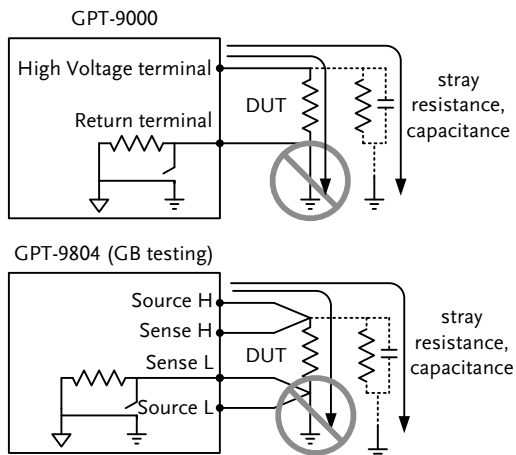 GPT-9000
High Voltage terminal
DUT
Return terminal
stray
resistance,
capacitance
GPT-9804 (GB testing)
Source H
Sense H
Sense L
DUT
Source L
stray
resistance,
capacitance